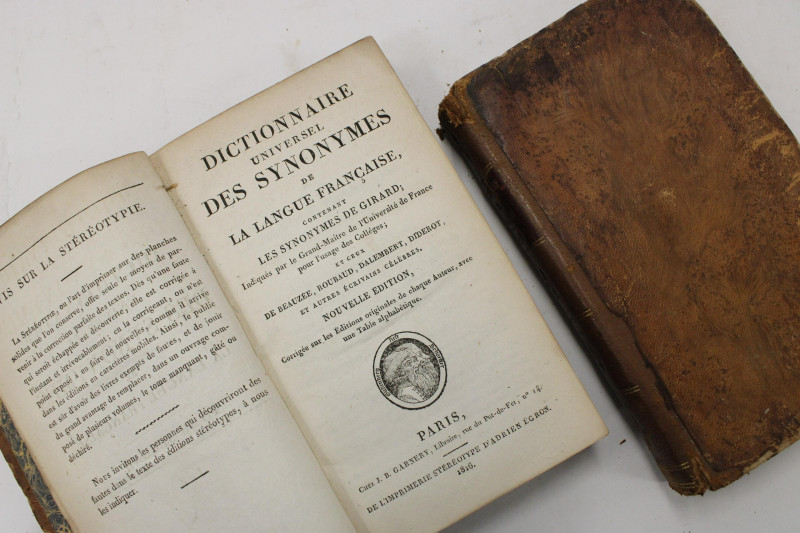 IS SUR LA STÉRÉOTYPIE.
LA STÉRÉOTYPIE, ou l'art d'imprimer sur des planches
solides que l'on conserve, offre seule le moyen de par-
venir à la correction parfaite des textes. Dès qu'une faute
qui seroit échappée est découverte, elle est corrigée à
l'instant et irrévocablement; en la corrigeant, on n'est
point exposé à en faire de nouvelles, comme il arrive
dans les éditions en caractères mobiles. Ainsi, le public
est sûr d'avoir des livres exempts de fautes, et de jouir
du grand avantage de remplacer, dans un ouvrage com-
posé de plusieurs volumes, le tome manquant, gâté ou
déchiré.
Nous invitons les personnes qui découvriront des
fautes dans le texte des éditions stéréotypes, à nous
les indiquer.
DICTIONNAIRE
UNIVERSEL
DES SYNONYMES
DE
LA LANGUE FRANÇAISE,
CONTENANT
LES SYNONYMES DE GIRARD;
Indiqués par le Grand-Maître de l'Université de France
pour l'usage des Colléges;
ET CEUX
DE BEAUZÉE, ROUBAUD, DALEMBERT, DIDEROT,
ET AUTRES ÉCRIVAINS CÉLÈBRES,
NOUVELLE ÉDITION,
Corrigée sur les Éditions originales de chaque Auteur, avec
une Table alphabétique.
PARIS,
CHEZ J. B. GARNERY, Libraire, rue du Pot-de-Fer, n° 14.
DE L'IMPRIMERIE STÉRÉOTYPE D'ADRIEN ÉGRON.
1816.